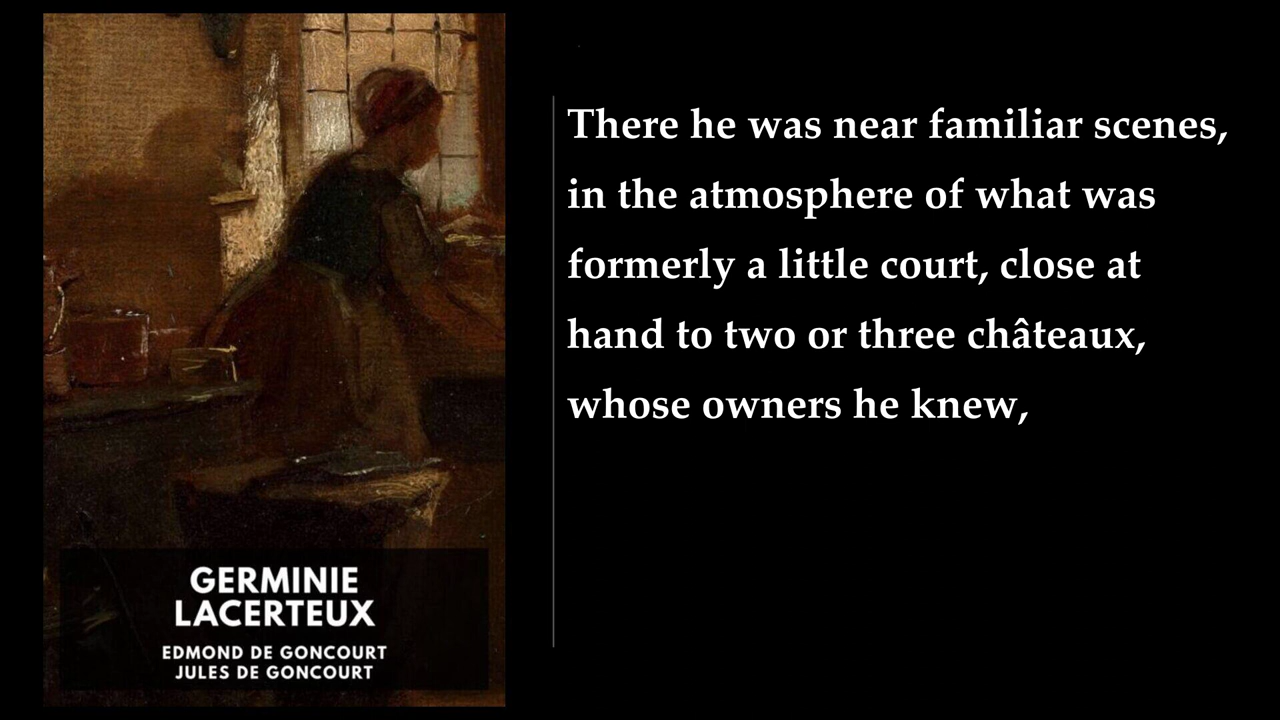 There he was near familiar scenes,
in the atmosphere of what was
formerly a little court, close at
hand to two or three châteaux,
whose owners he knew,
GERMINIE
LACERTEUX
EDMOND DE GONCOURT
JULES DE GONCOURT